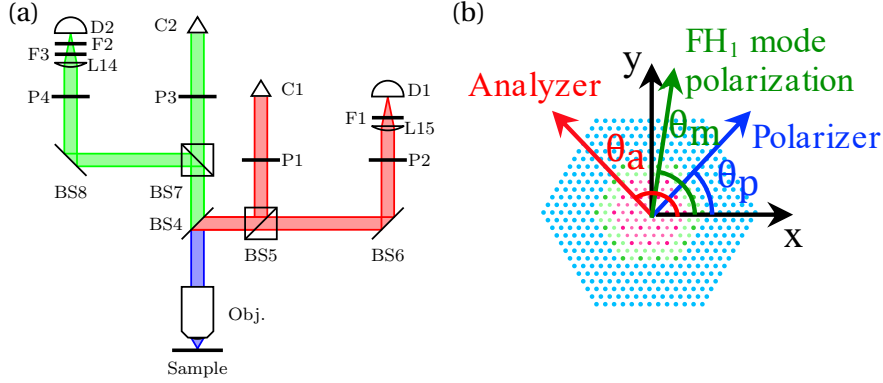 (a)
D2
F2
F3
L14
P4
C2
P3
C1
D1
F1
L15
P1
P2
BS8
BS7
BS4
BS5
BS6
Obj.
Sample
(b)
y
FH₁ mode
polarization
Analyzer
Polarizer
θₐ
θₘ
θₚ
x